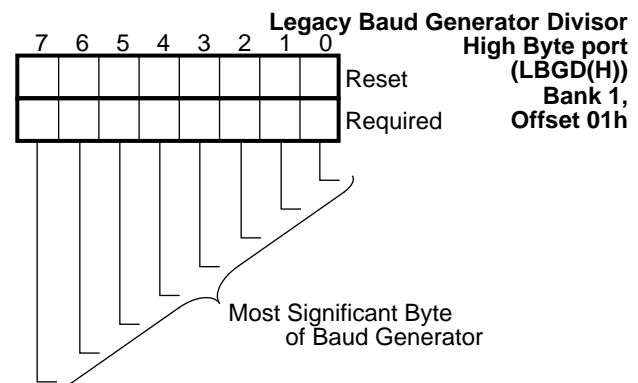 Legacy Baud Generator Divisor
High Byte port
(LBGD(H))
Bank 1,
Offset 01h
7 6 5 4 3 2 1 0
Reset
Required
Most Significant Byte
of Baud Generator